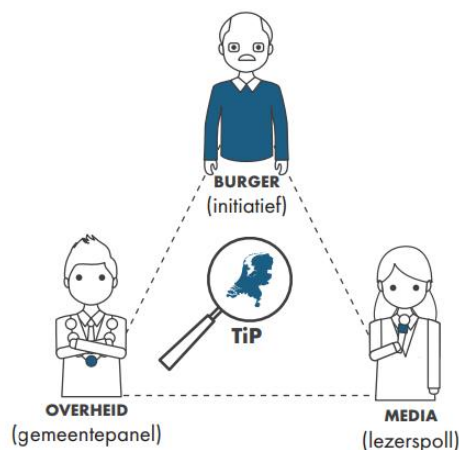 BURGER
(initiatief)
TiP
OVERHEID
(gemeentepanel)
MEDIA
(lezerspoll)